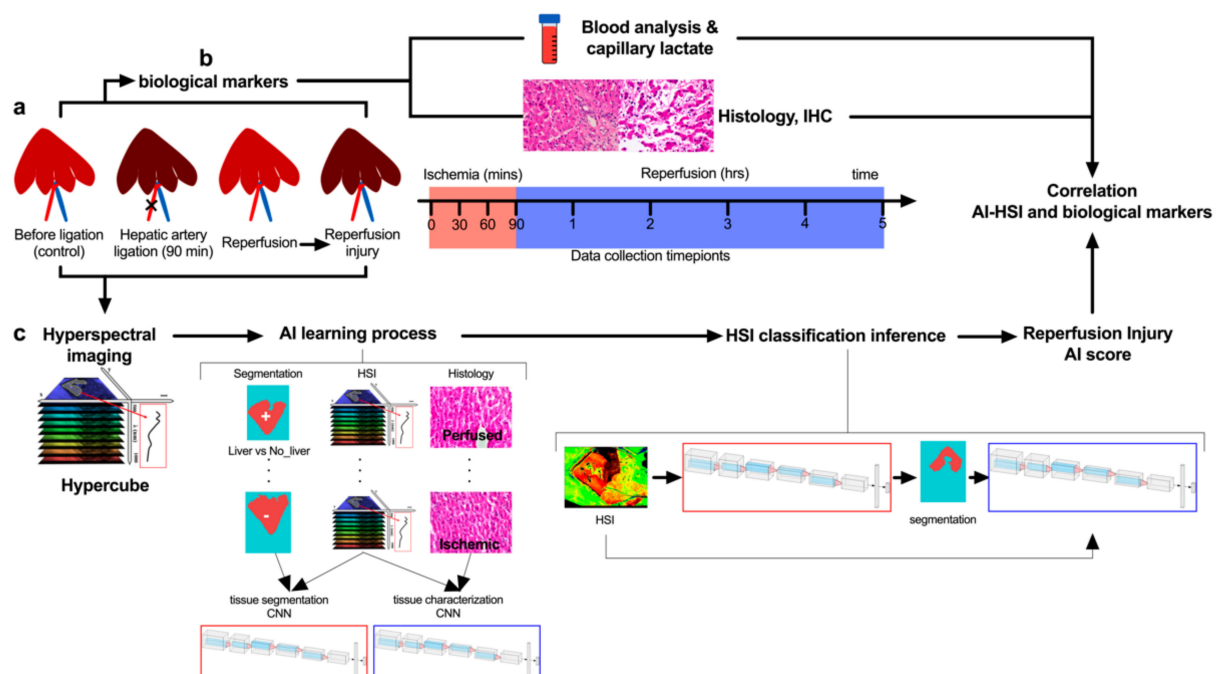 b
biological markers
Blood analysis &
capillary lactate
Histology, IHC
a
Before ligation
(control)
Hepatic artery
ligation (90 min)
Reperfusion
Reperfusion
injury
Ischemia (mins)
Reperfusion (hrs)
time
0
30
60
90
1
2
3
4
5
Data collection timepionts
Correlation
AI-HSI and biological markers
c
Hyperspectral
imaging
Hypercube
AI learning process
Segmentation
HSI
Histology
+
Liver vs No_liver
Perfused
-
Ischemic
tissue segmentation
CNN
tissue characterization
CNN
HSI classification inference
HSI
segmentation
Reperfusion Injury
AI score